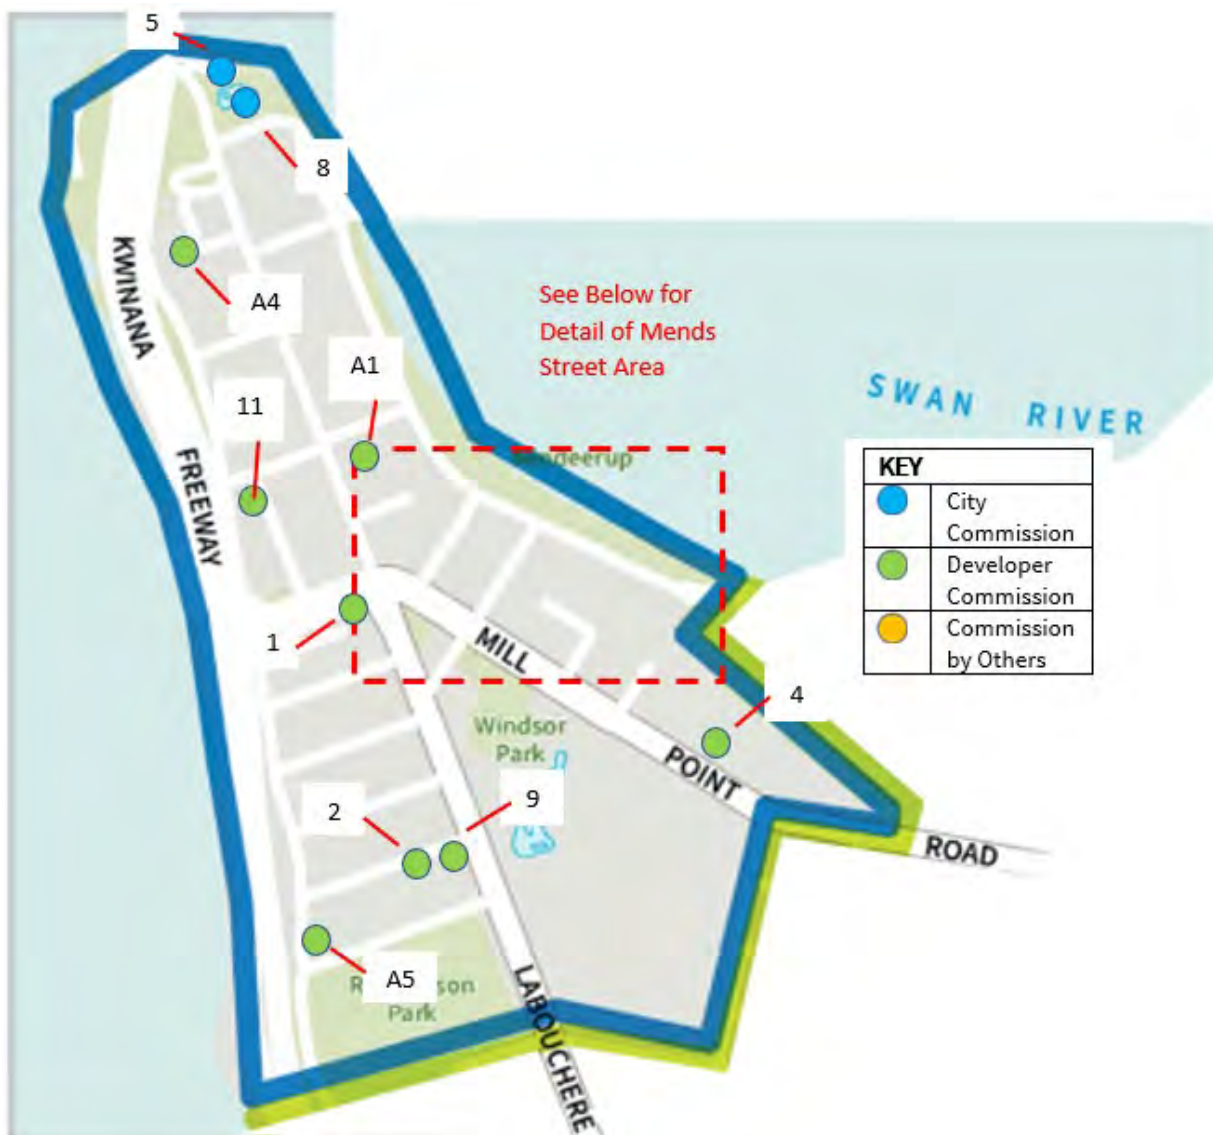 5
8
KWINANA
A4
See Below for
Detail of Mends
Street Area
A1
SWAN RIVER
11
FREEWAY
KEY
City
Commission
Developer
Commission
Commission
by Others
1
MILL
4
Windsor
Park
POINT
2
9
ROAD
A5
Park
LABOUCHERE